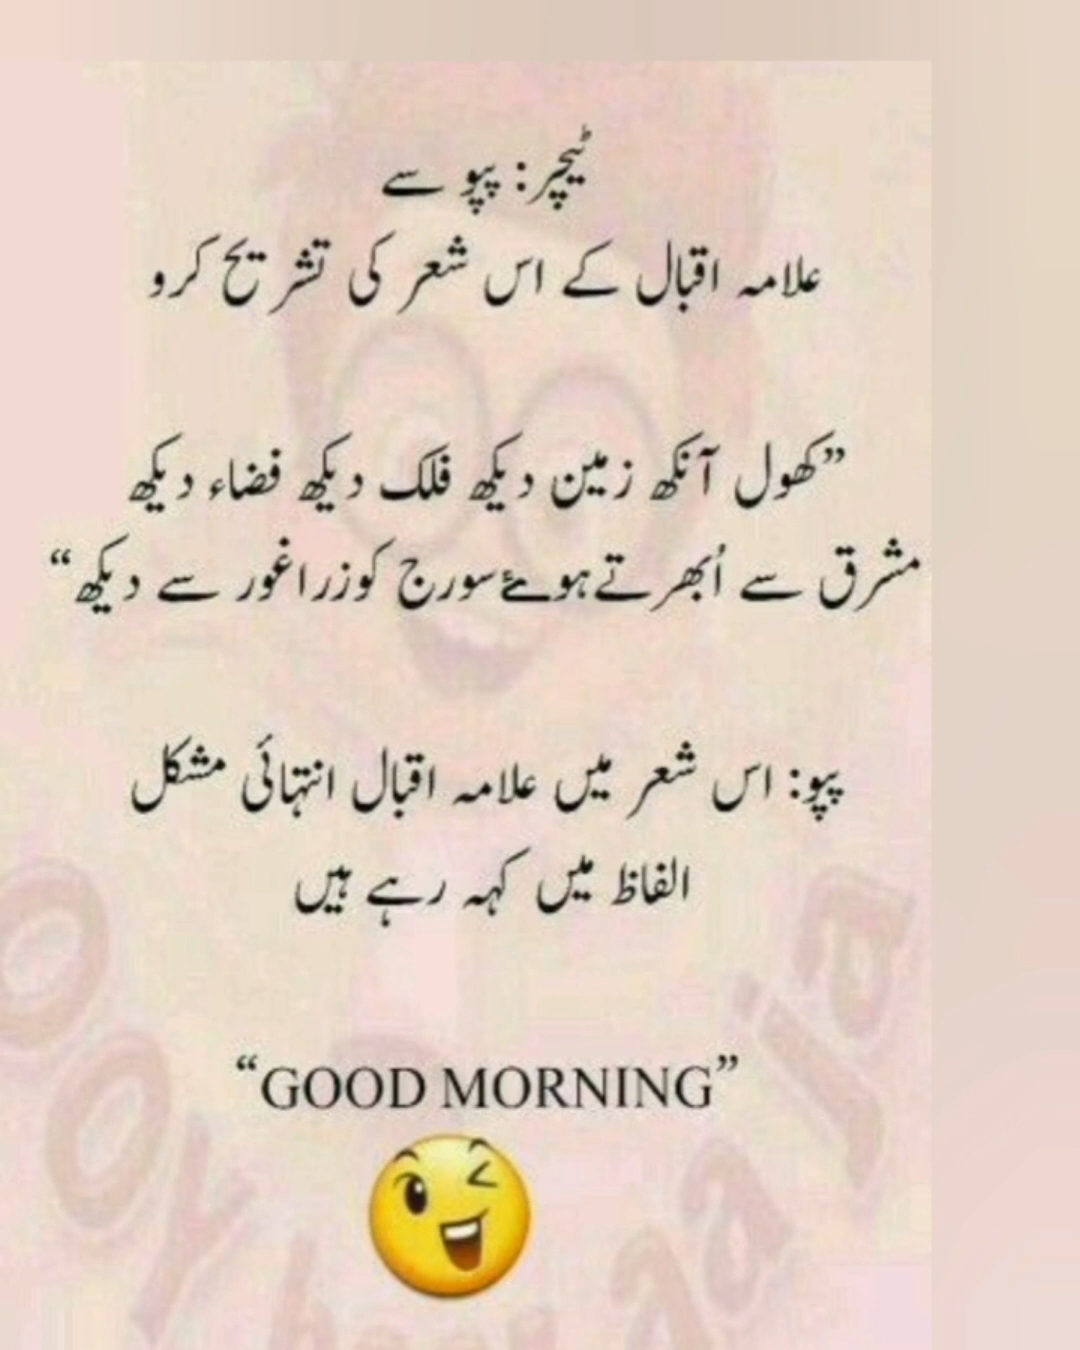 ٹیچر: پپو سے
علامہ اقبال کے اس شعر کی تشریح کرو
”کھول آنکھ زمین دیکھ فلک دیکھ فضاء دیکھ
مشرق سے اُبھرتے ہوئے سورج کو ذرا غور سے دیکھ“
پپو: اس شعر میں علامہ اقبال انتہائی مشکل
الفاظ میں کہہ رہے ہیں
“GOOD MORNING”